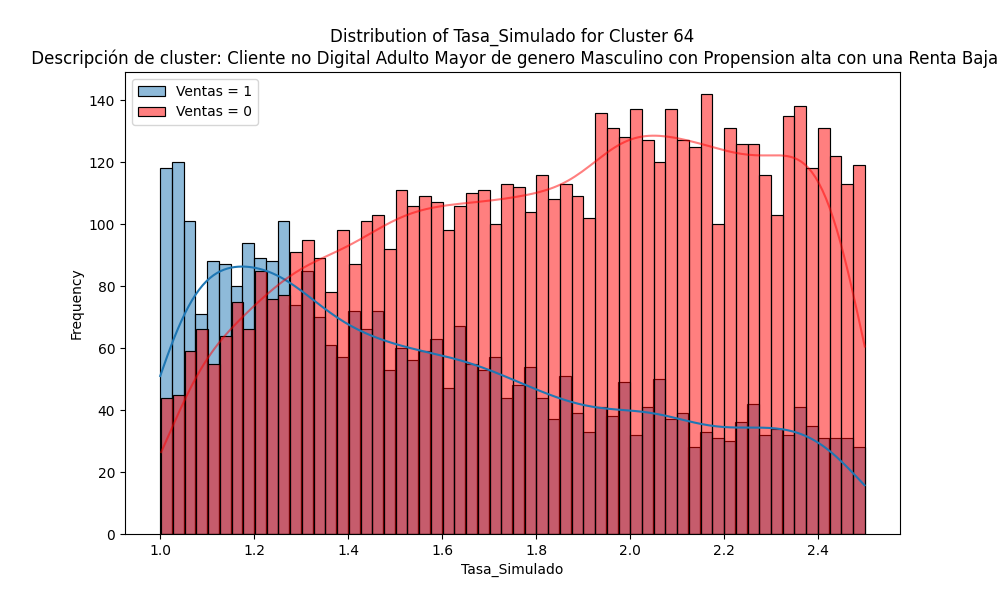 Distribution of Tasa_Simulado for Cluster 64
Descripción de cluster: Cliente no Digital Adulto Mayor de genero Masculino con Propension alta con una Renta Baja
Ventas = 1
Ventas = 0
Frequency
140
120
100
80
60
40
20
0
1.0 1.2 1.4 1.6 1.8 2.0 2.2 2.4
Tasa_Simulado